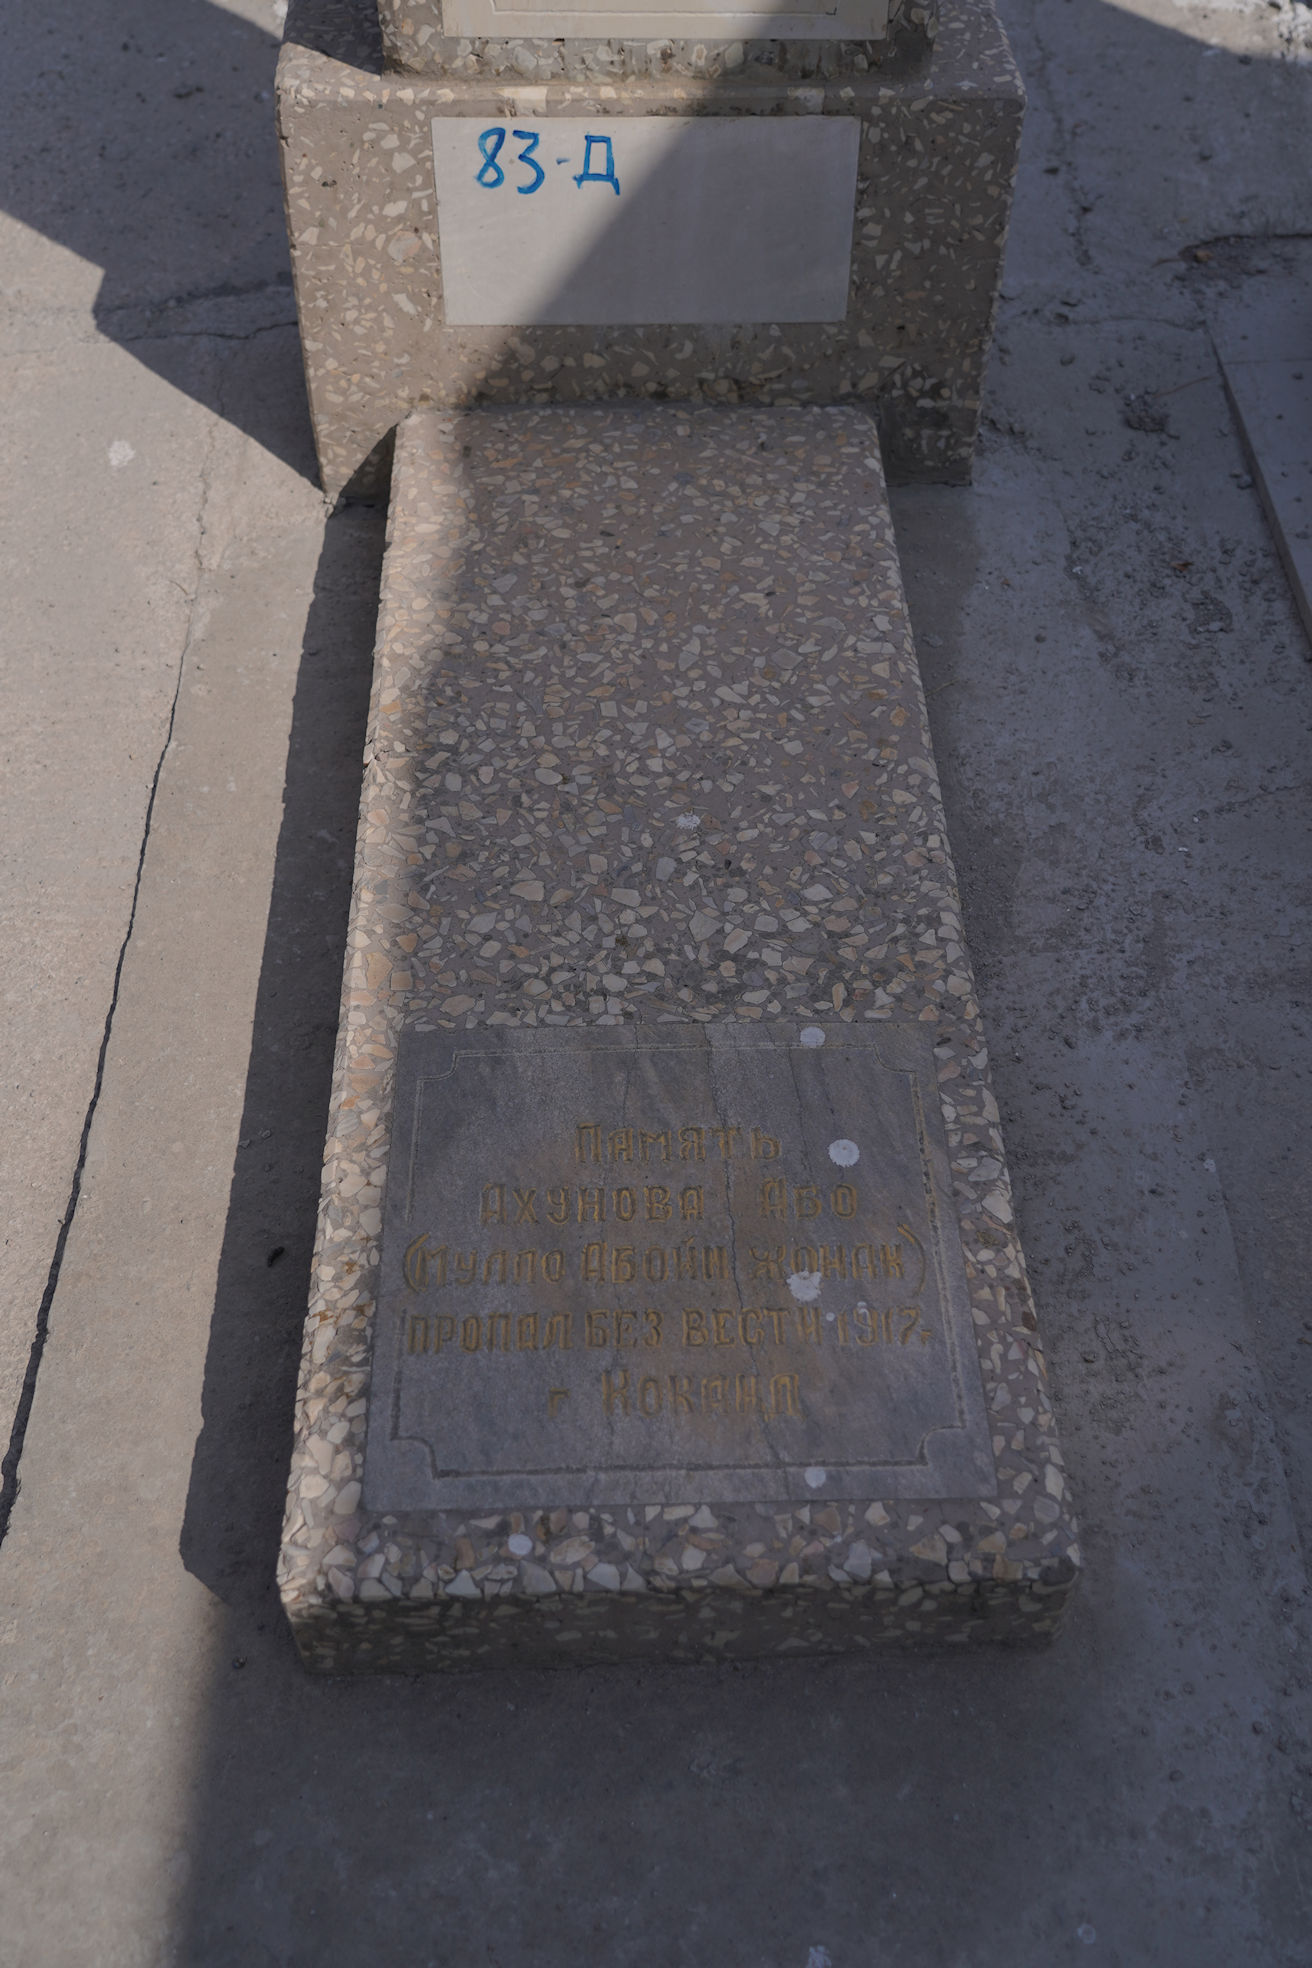 83-Д
Память
Ахунова Або
(Мулло Абойи Жонак)
пропал без вести 1917г.
г Коканд